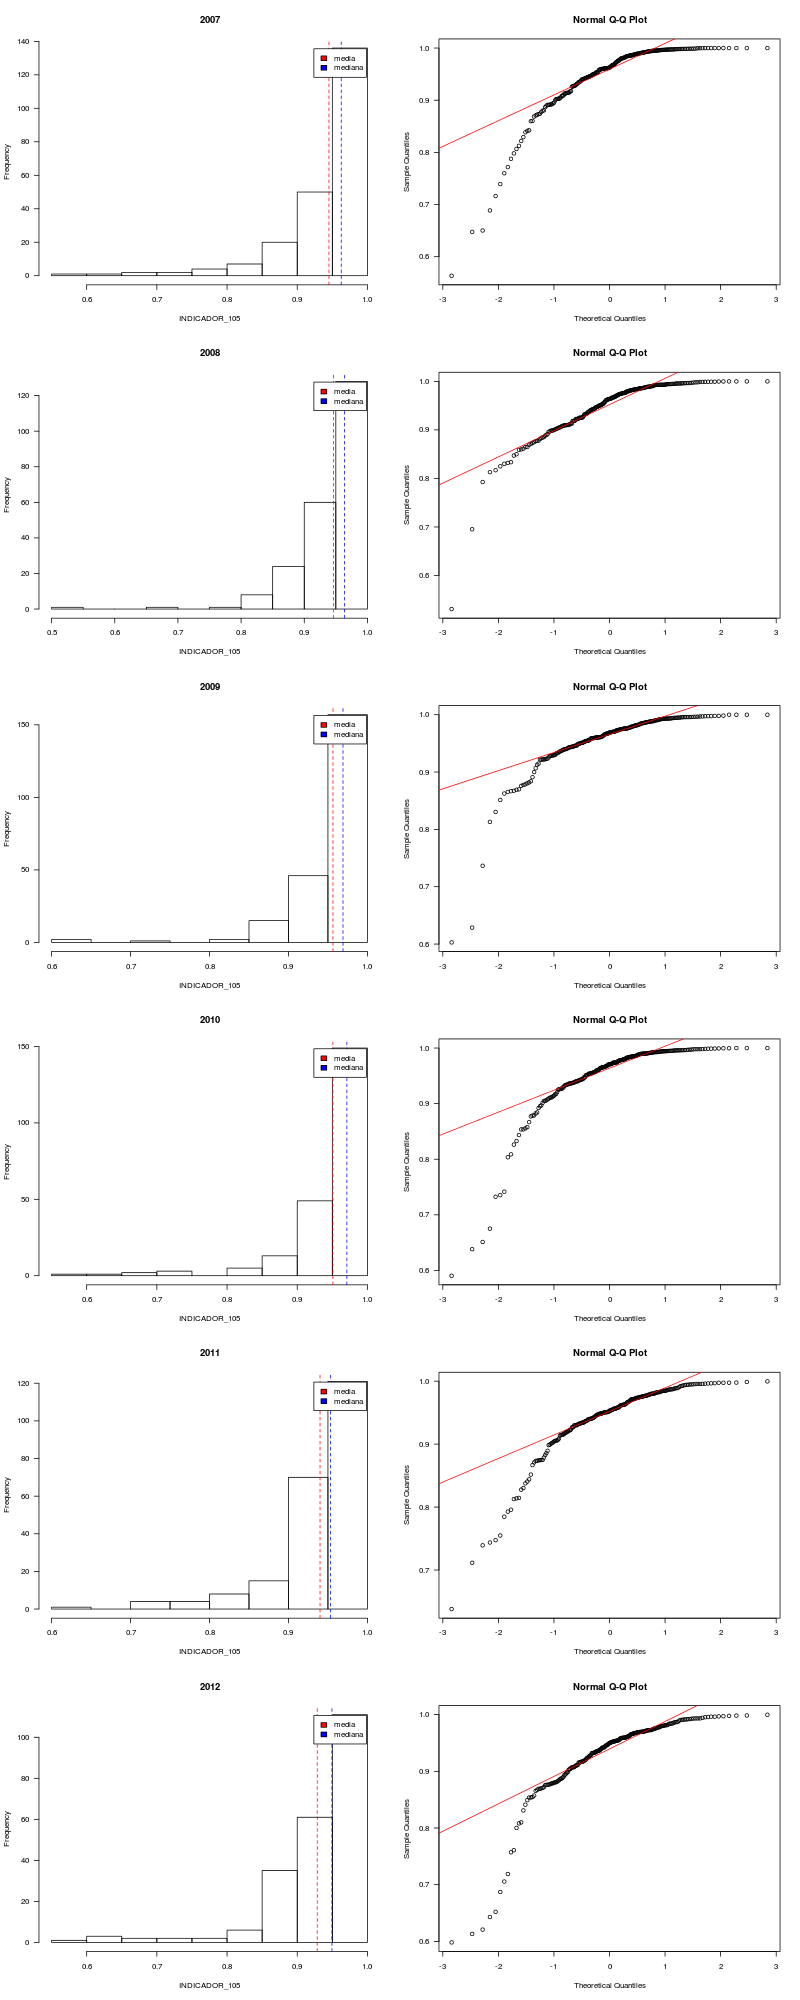 2007
Normal Q-Q Plot
media
mediana
Frequency
0 20 40 60 80 100 120 140
0.6 0.7 0.8 0.9 1.0
INDICADOR_105
Sample Quantiles
0.6 0.7 0.8 0.9 1.0
-3 -2 -1 0 1 2 3
Theoretical Quantiles
2008
Normal Q-Q Plot
media
mediana
Frequency
0 20 40 60 80 100 120
0.5 0.6 0.7 0.8 0.9 1.0
INDICADOR_105
Sample Quantiles
0.6 0.7 0.8 0.9 1.0
-3 -2 -1 0 1 2 3
Theoretical Quantiles
2009
Normal Q-Q Plot
media
mediana
Frequency
0 50 100 150
0.6 0.7 0.8 0.9 1.0
INDICADOR_105
Sample Quantiles
0.6 0.7 0.8 0.9 1.0
-3 -2 -1 0 1 2 3
Theoretical Quantiles
2010
Normal Q-Q Plot
media
mediana
Frequency
0 50 100 150
0.6 0.7 0.8 0.9 1.0
INDICADOR_105
Sample Quantiles
0.6 0.7 0.8 0.9 1.0
-3 -2 -1 0 1 2 3
Theoretical Quantiles
2011
Normal Q-Q Plot
media
mediana
Frequency
0 20 40 60 80 100 120
0.6 0.7 0.8 0.9 1.0
INDICADOR_105
Sample Quantiles
0.7 0.8 0.9 1.0
-3 -2 -1 0 1 2 3
Theoretical Quantiles
2012
Normal Q-Q Plot
media
mediana
Frequency
0 20 40 60 80 100
0.6 0.7 0.8 0.9 1.0
INDICADOR_105
Sample Quantiles
0.6 0.7 0.8 0.9 1.0
-3 -2 -1 0 1 2 3
Theoretical Quantiles